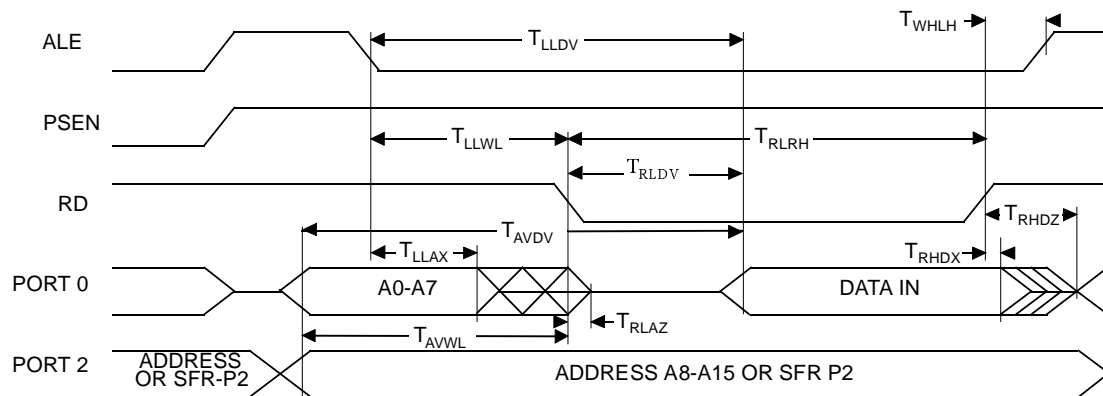 ALE
T_LLDV
T_WHLH
PSEN
T_LLWL
T_RLRH
T_RLDV
RD
T_AVDV
T_RHDZ
T_LLAX
T_RHDX
PORT 0
A0-A7
DATA IN
T_RLAZ
T_AVWL
PORT 2
ADDRESS
OR SFR-P2
ADDRESS A8-A15 OR SFR P2